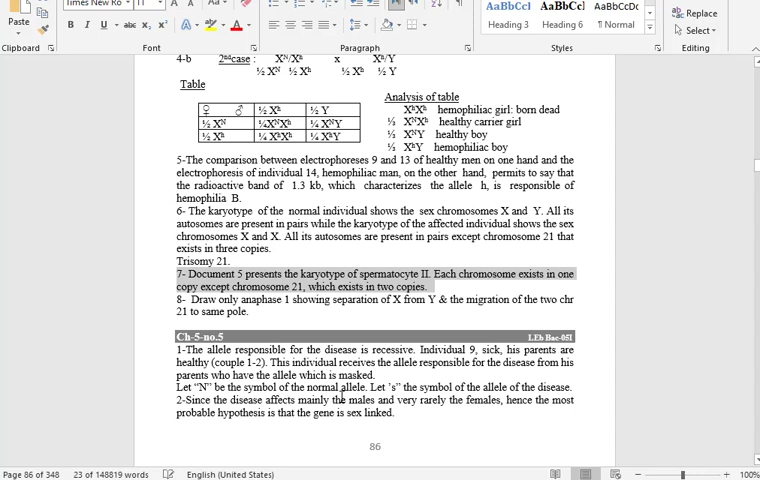 Times New Ro
Paste
B I U abc x₂ x²
Clipboard
Font
Paragraph
AaBbCcI AaBbCcl AaBbCcDc
Heading 3 Heading 6 ¶ Normal
Styles
Replace
Select
Editing
4-b 2ndcase : Xᴺ/Xʰ x Xʰ/Y
½ Xᴺ ½ Xʰ ½ Xʰ ½ Y
Table
Analysis of table
♀ ♂ ½ Xʰ ½ Y
½ Xᴺ ¼XᴺXʰ ¼ XᴺY
½ Xʰ ¼ XʰXʰ ¼ XʰY
XʰXʰ hemophiliac girl: born dead
⅓ XᴺXʰ healthy carrier girl
⅓ XᴺY healthy boy
⅓ XʰY hemophiliac boy
5-The comparison between electrophoreses 9 and 13 of healthy men on one hand and the
electrophoresis of individual 14, hemophiliac man, on the other hand, permits to say that
the radioactive band of 1.3 kb, which characterizes the allele h, is responsible of
hemophilia B.
6- The karyotype of the normal individual shows the sex chromosomes X and Y. All its
autosomes are present in pairs while the karyotype of the affected individual shows the sex
chromosomes X and X. All its autosomes are present in pairs except chromosome 21 that
exists in three copies.
Trisomy 21.
7- Document 5 presents the karyotype of spermatocyte II. Each chromosome exists in one
copy except chromosome 21, which exists in two copies.
8- Draw only anaphase 1 showing separation of X from Y & the migration of the two chr
21 to same pole.
Ch-5-no.5 LEb Bac-05I
1-The allele responsible for the disease is recessive. Individual 9, sick, his parents are
healthy (couple 1-2). This individual receives the allele responsible for the disease from his
parents who have the allele which is masked.
Let “N” be the symbol of the normal allele. Let ’s” the symbol of the allele of the disease.
2-Since the disease affects mainly the males and very rarely the females, hence the most
probable hypothesis is that the gene is sex linked.
86
Page 86 of 348 23 of 148819 words English (United States) 100%